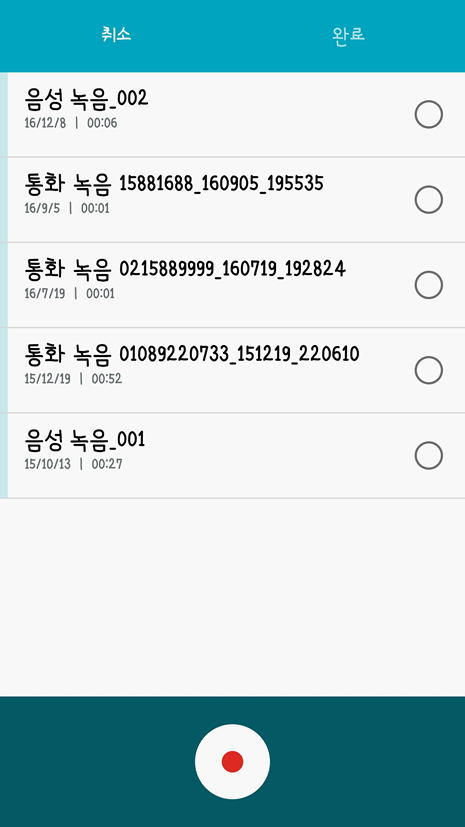 취소 완료
음성 녹음_002
16/12/8 | 00:06
통화 녹음 15881688_160905_195535
16/9/5 | 00:01
통화 녹음 0215889999_160719_192824
16/7/19 | 00:01
통화 녹음 01089220733_151219_220610
15/12/19 | 00:52
음성 녹음_001
15/10/13 | 00:27